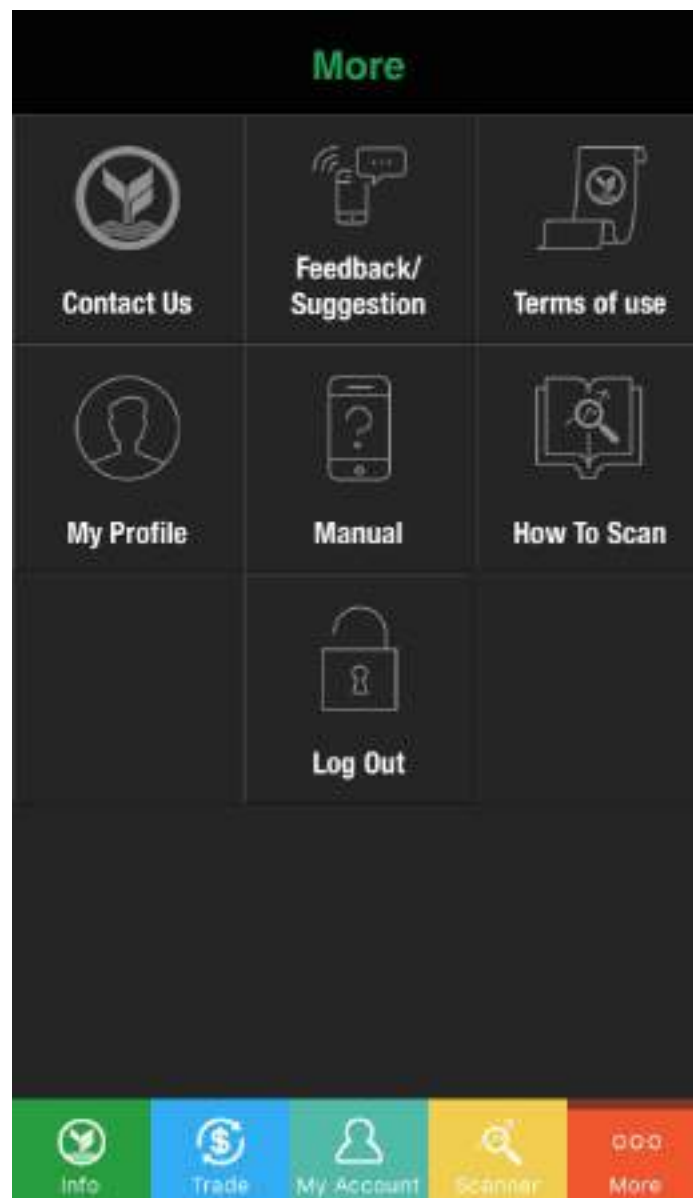 More
Contact Us
Feedback/
Suggestion
Terms of use
My Profile
Manual
How To Scan
Log Out
Info
Trade
My Account
Scanner
More